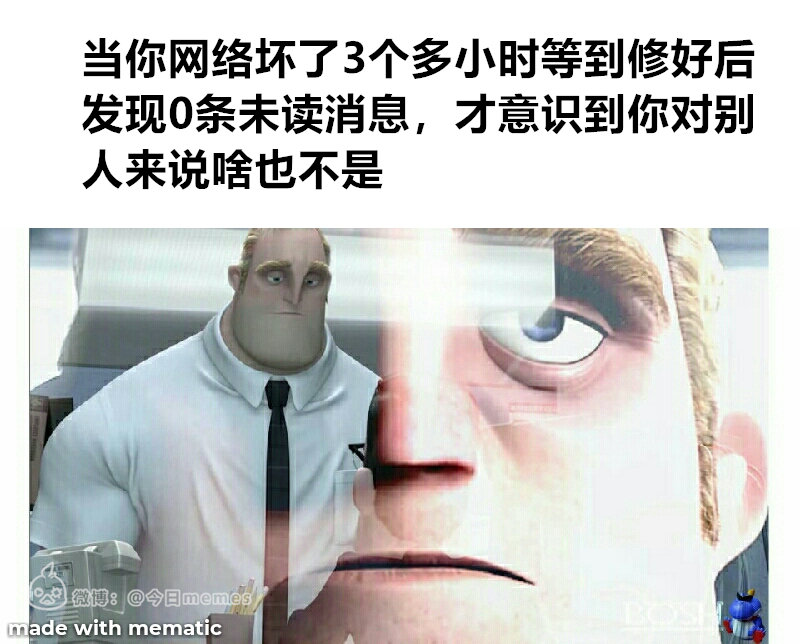 当你网络坏了3个多小时等到修好后
发现0条未读消息，才意识到你对别
人来说啥也不是
微博：@今日memes
made with mematic